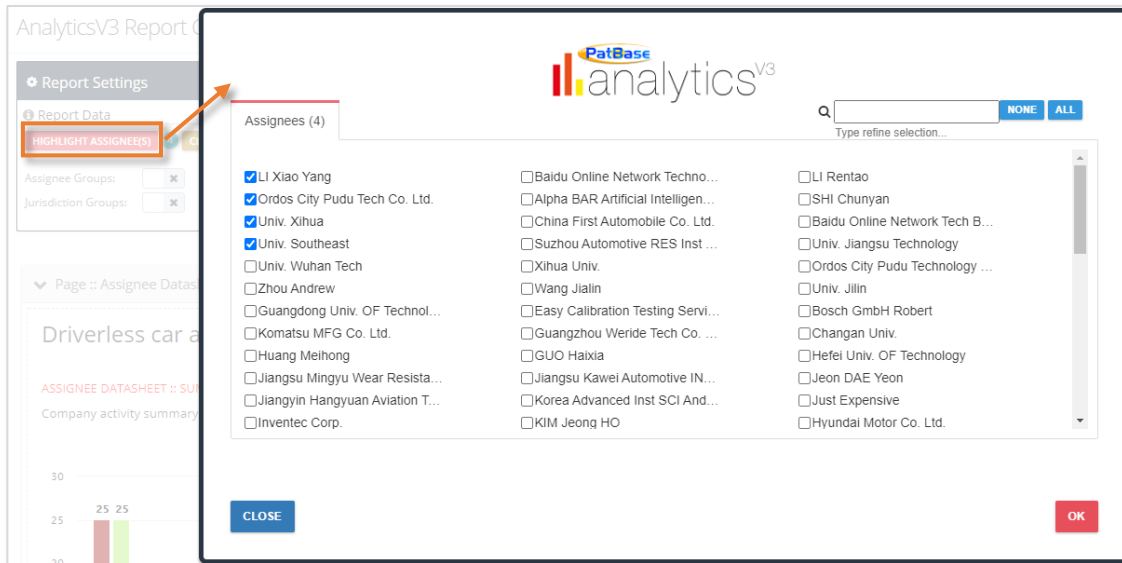 AnalyticsV3 Report
Report Settings
Report Data
HIGHLIGHT ASSIGNEE(S)
Assignee Groups:
Jurisdiction Groups:
Page :: Assignee Datas
Driverless car a
ASSIGNEE DATASHEET :: SU
Company activity summary
30
25 25
25
20
PatBase
analytics V3
Assignees (4)
NONE ALL
Type refine selection...
LI Xiao Yang
Ordos City Pudu Tech Co. Ltd.
Univ. Xihua
Univ. Southeast
Univ. Wuhan Tech
Zhou Andrew
Guangdong Univ. OF Technol...
Komatsu MFG Co. Ltd.
Huang Meihong
Jiangsu Mingyu Wear Resista...
Jiangyin Hangyuan Aviation T...
Inventec Corp.
Baidu Online Network Techno...
Alpha BAR Artificial Intelligen...
China First Automobile Co. Ltd.
Suzhou Automotive RES Inst ...
Xihua Univ.
Wang Jialin
Easy Calibration Testing Servi...
Guangzhou Weride Tech Co. ...
GUO Haixia
Jiangsu Kawei Automotive IN...
Korea Advanced Inst SCI And...
KIM Jeong HO
LI Rentao
SHI Chunyan
Baidu Online Network Tech B...
Univ. Jiangsu Technology
Ordos City Pudu Technology ...
Univ. Jilin
Bosch GmbH Robert
Changan Univ.
Hefei Univ. OF Technology
Jeon DAE Yeon
Just Expensive
Hyundai Motor Co. Ltd.
CLOSE
OK